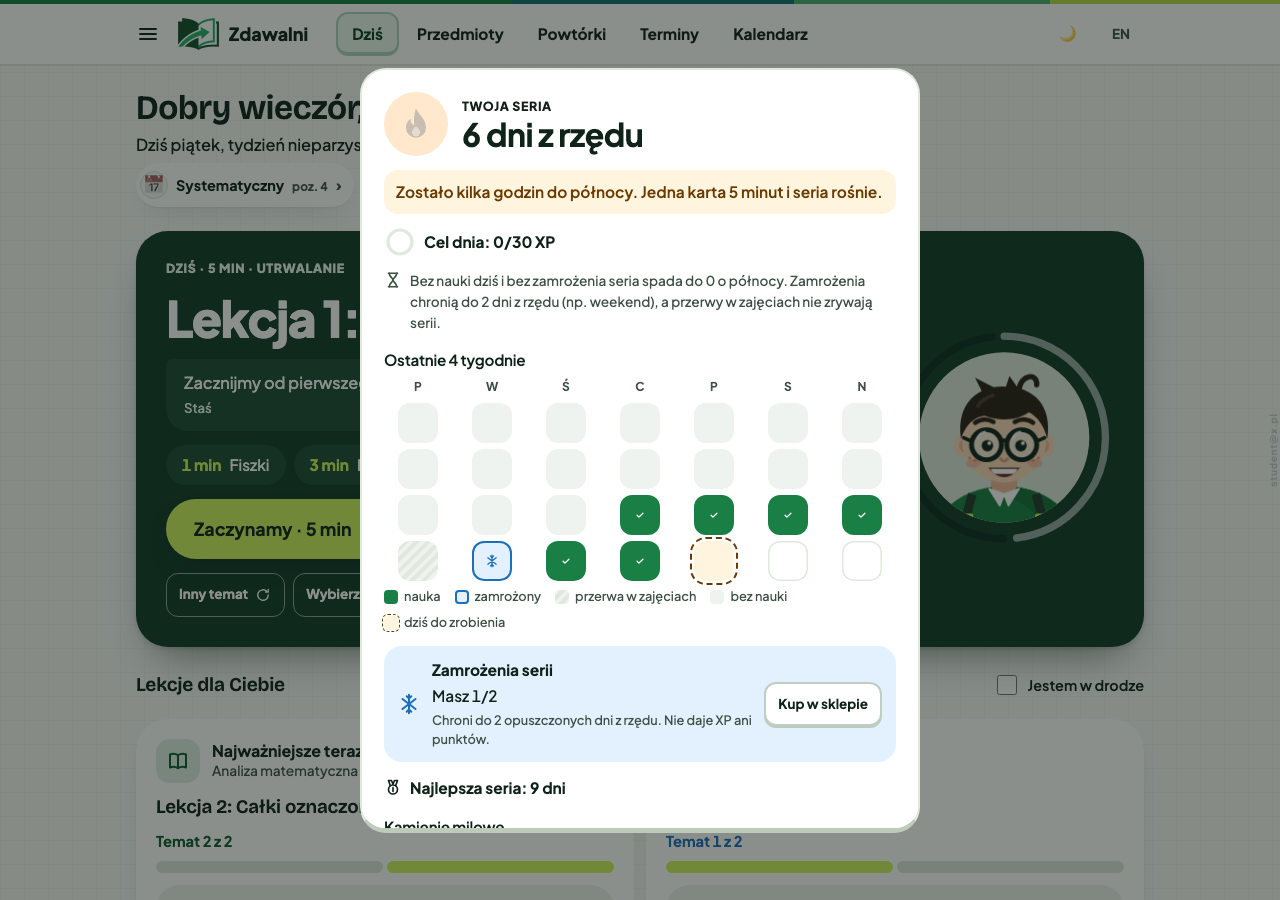 Zdawalni
Dziś
Przedmioty
Powtórki
Terminy
Kalendarz
EN
Dobry wieczór,
Dziś piątek, tydzień nieparzys
17
Systematyczny poz. 4 ›
TWOJA SERIA
6 dni z rzędu
Zostało kilka godzin do północy. Jedna karta 5 minut i seria rośnie.
Cel dnia: 0/30 XP
Bez nauki dziś i bez zamrożenia seria spada do 0 o północy. Zamrożenia
chronią do 2 dni z rzędu (np. weekend), a przerwy w zajęciach nie zrywają
serii.
Ostatnie 4 tygodnie
P W Ś C P S N
nauka zamrożony przerwa w zajęciach bez nauki
dziś do zrobienia
Zamrożenia serii
Masz 1/2
Chroni do 2 opuszczonych dni z rzędu. Nie daje XP ani
punktów.
Kup w sklepie
Najlepsza seria: 9 dni
Kamienie milowe
DZIŚ · 5 MIN · UTRWALANIE
Lekcja 1:
Zacznijmy od pierwsze
Staś
1 min Fiszki
3 min
Zaczynamy · 5 min
Inny temat
Wybierz
Lekcje dla Ciebie
Jestem w drodze
Najważniejsze teraz
Analiza matematyczna
Lekcja 2: Całki oznaczo
Temat 2 z 2
Temat 1 z 2
student@x.pl